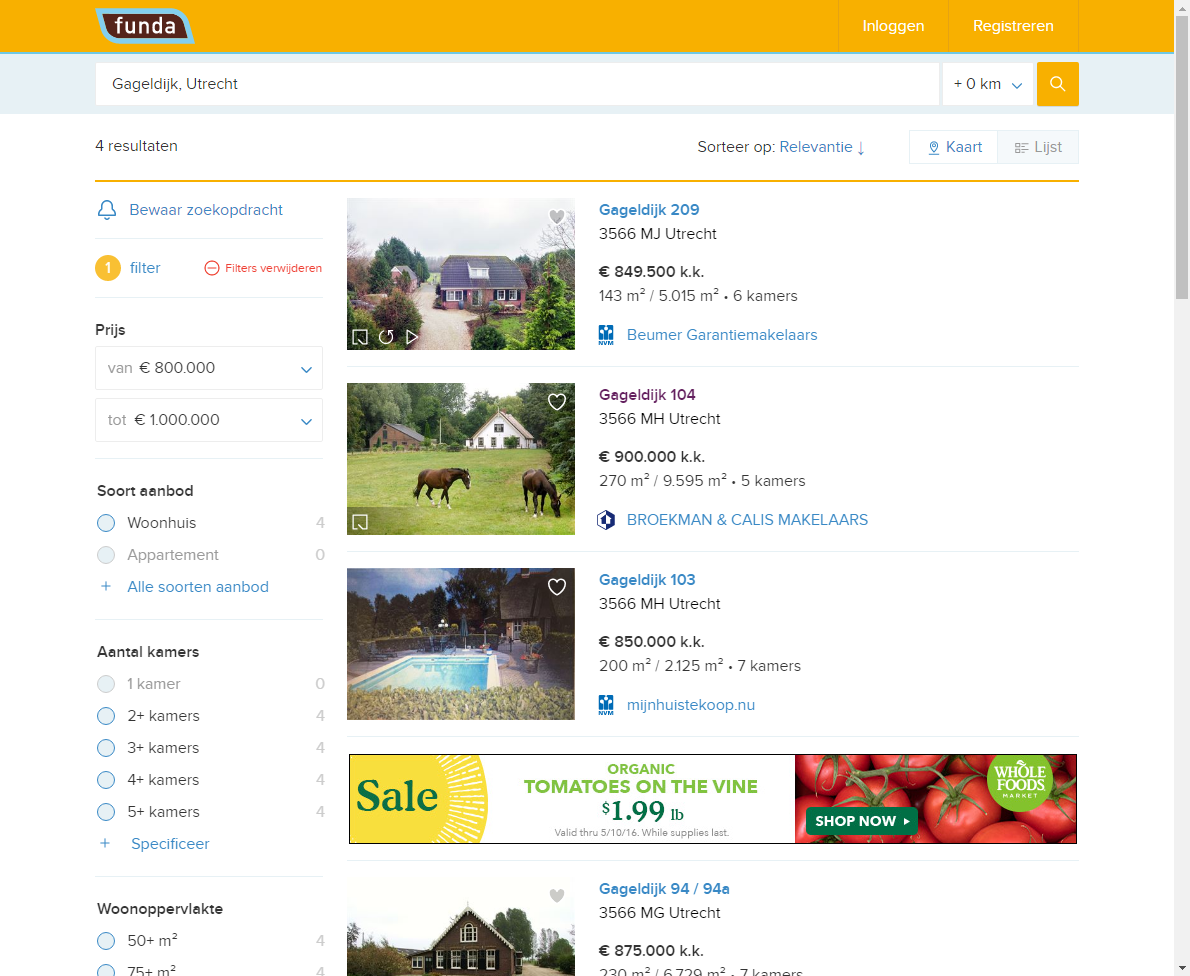 funda
Inloggen
Registreren
Gageldijk, Utrecht
+ 0 km
4 resultaten
Sorteer op: Relevantie ↓
Kaart
Lijst
Bewaar zoekopdracht
1 filter
Filters verwijderen
Prijs
van € 800.000
tot € 1.000.000
Soort aanbod
Woonhuis 4
Appartement 0
+ Alle soorten aanbod
Aantal kamers
1 kamer 0
2+ kamers 4
3+ kamers 4
4+ kamers 4
5+ kamers 4
+ Specificeer
Woonoppervlakte
50+ m² 4
75+ m² 4
Gageldijk 209
3566 MJ Utrecht
€ 849.500 k.k.
143 m² / 5.015 m² • 6 kamers
NVM
Beumer Garantiemakelaars
Gageldijk 104
3566 MH Utrecht
€ 900.000 k.k.
270 m² / 9.595 m² • 5 kamers
BROEKMAN & CALIS MAKELAARS
Gageldijk 103
3566 MH Utrecht
€ 850.000 k.k.
200 m² / 2.125 m² • 7 kamers
NVM
mijnhuistekoop.nu
Sale
ORGANIC
TOMATOES ON THE VINE
$1.99 lb
Valid thru 5/10/16. While supplies last.
SHOP NOW
WHOLE
FOODS
MARKET
Gageldijk 94 / 94a
3566 MG Utrecht
€ 875.000 k.k.
230 m² / 6.729 m² • 7 kamers